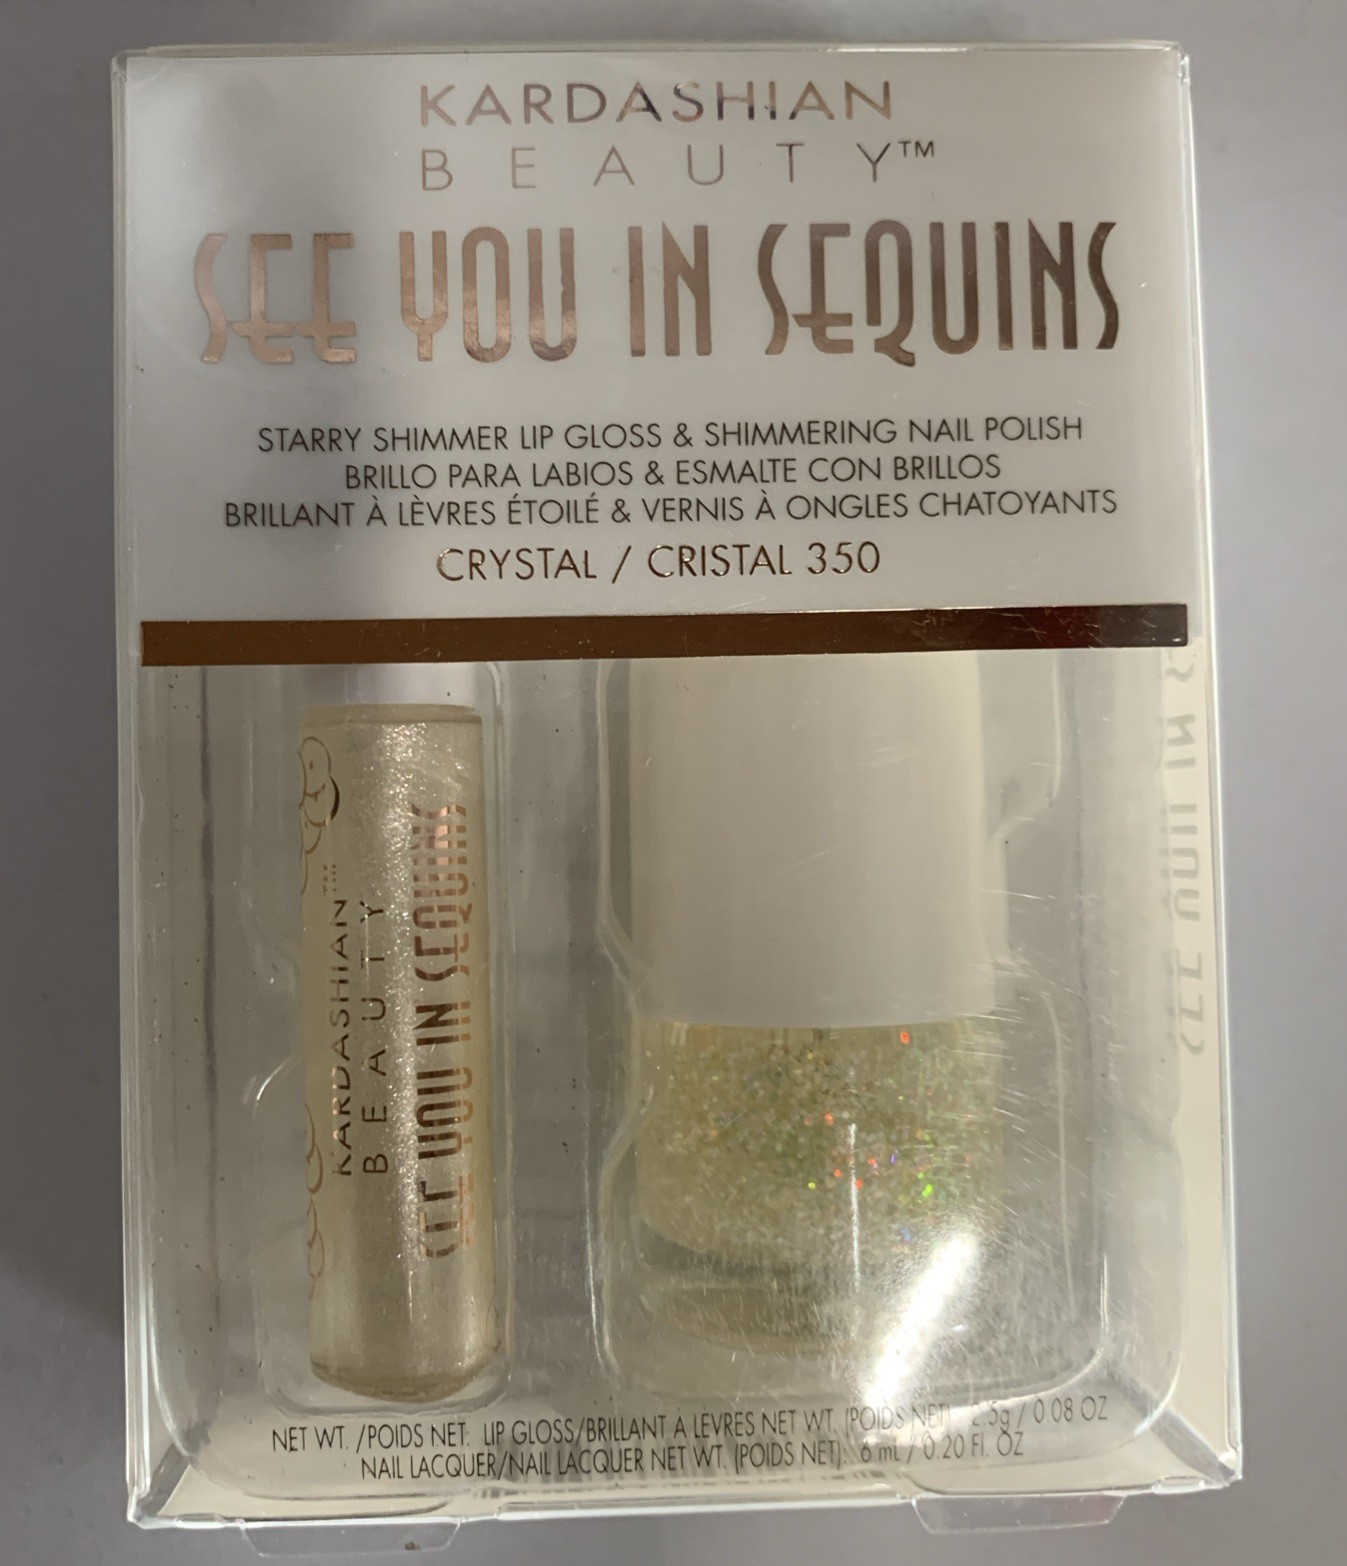 KARDASHIAN
BEAUTY™
SEE YOU IN SEQUINS
STARRY SHIMMER LIP GLOSS & SHIMMERING NAIL POLISH
BRILLO PARA LABIOS & ESMALTE CON BRILLOS
BRILLANT À LÈVRES ÉTOILÉ & VERNIS À ONGLES CHATOYANTS
CRYSTAL / CRISTAL 350
KARDASHIAN™
BEAUTY
SEE YOU IN SEQUINS
NET WT. /POIDS NET: LIP GLOSS/BRILLANT À LÈVRES NET WT. (POIDS NET): 2.5g / 0.08 OZ
NAIL LACQUER/NAIL LACQUER NET WT. (POIDS NET): 6 mL / 0.20 Fl. OZ